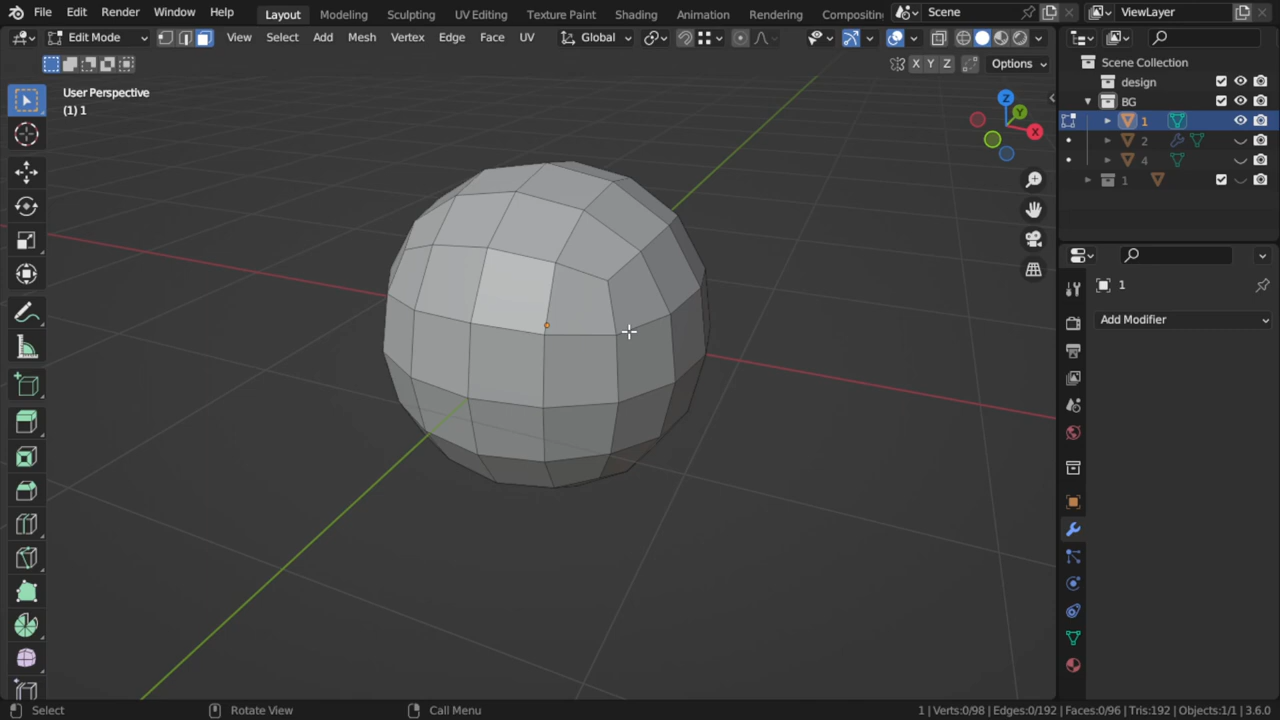 File Edit Render Window Help Layout Modeling Sculpting UV Editing Texture Paint Shading Animation Rendering Compositin Scene ViewLayer
Edit Mode View Select Add Mesh Vertex Edge Face UV Global
X Y Z Options
Scene Collection
design
BG
1
2
4
1
User Perspective
(1) 1
Z
Y
X
1
Add Modifier
Select Rotate View Call Menu 1 | Verts:0/98 | Edges:0/192 | Faces:0/96 | Tris:192 | Objects:1/1 | 3.6.0